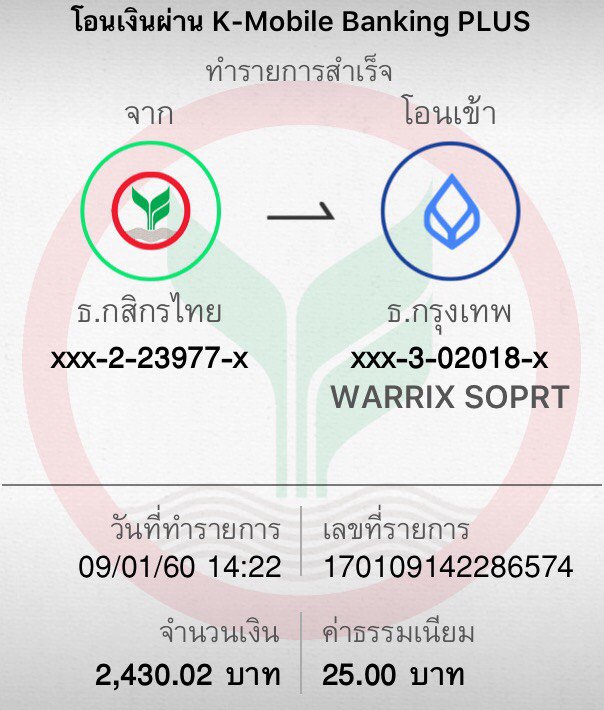 โอนเงินผ่าน K-Mobile Banking PLUS
ทำรายการสำเร็จ
จาก
โอนเข้า
ธ.กสิกรไทย
ธ.กรุงเทพ
xxx-2-23977-x
xxx-3-02018-x
WARRIX SOPRT
วันที่ทำรายการ
เลขที่รายการ
09/01/60 14:22
170109142286574
จำนวนเงิน
ค่าธรรมเนียม
2,430.02 บาท
25.00 บาท